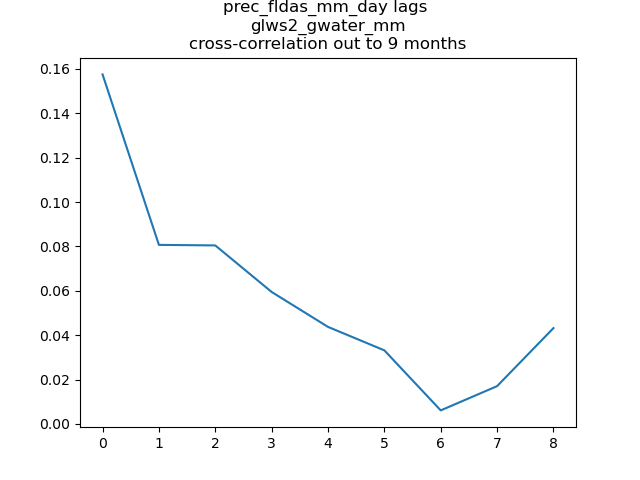 prec_fldas_mm_day lags
glws2_gwater_mm
cross-correlation out to 9 months
0.16
0.14
0.12
0.10
0.08
0.06
0.04
0.02
0.00
0 1 2 3 4 5 6 7 8